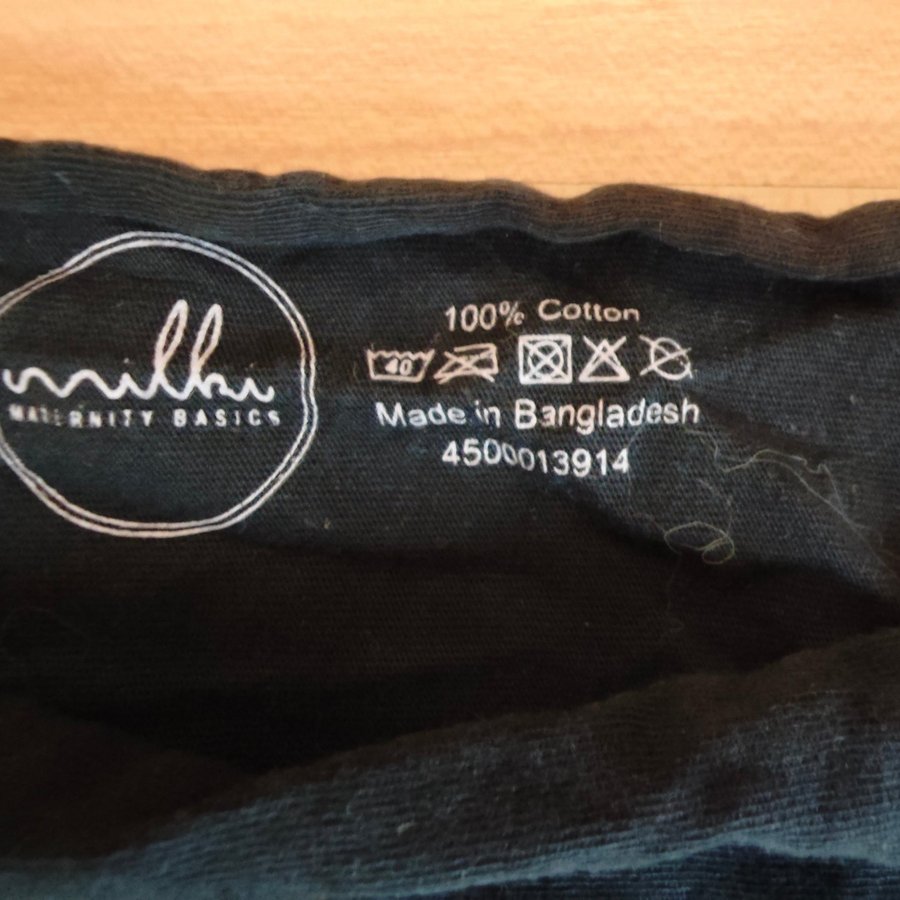 milki
MATERNITY BASICS
100% Cotton
40
Made in Bangladesh
4500013914